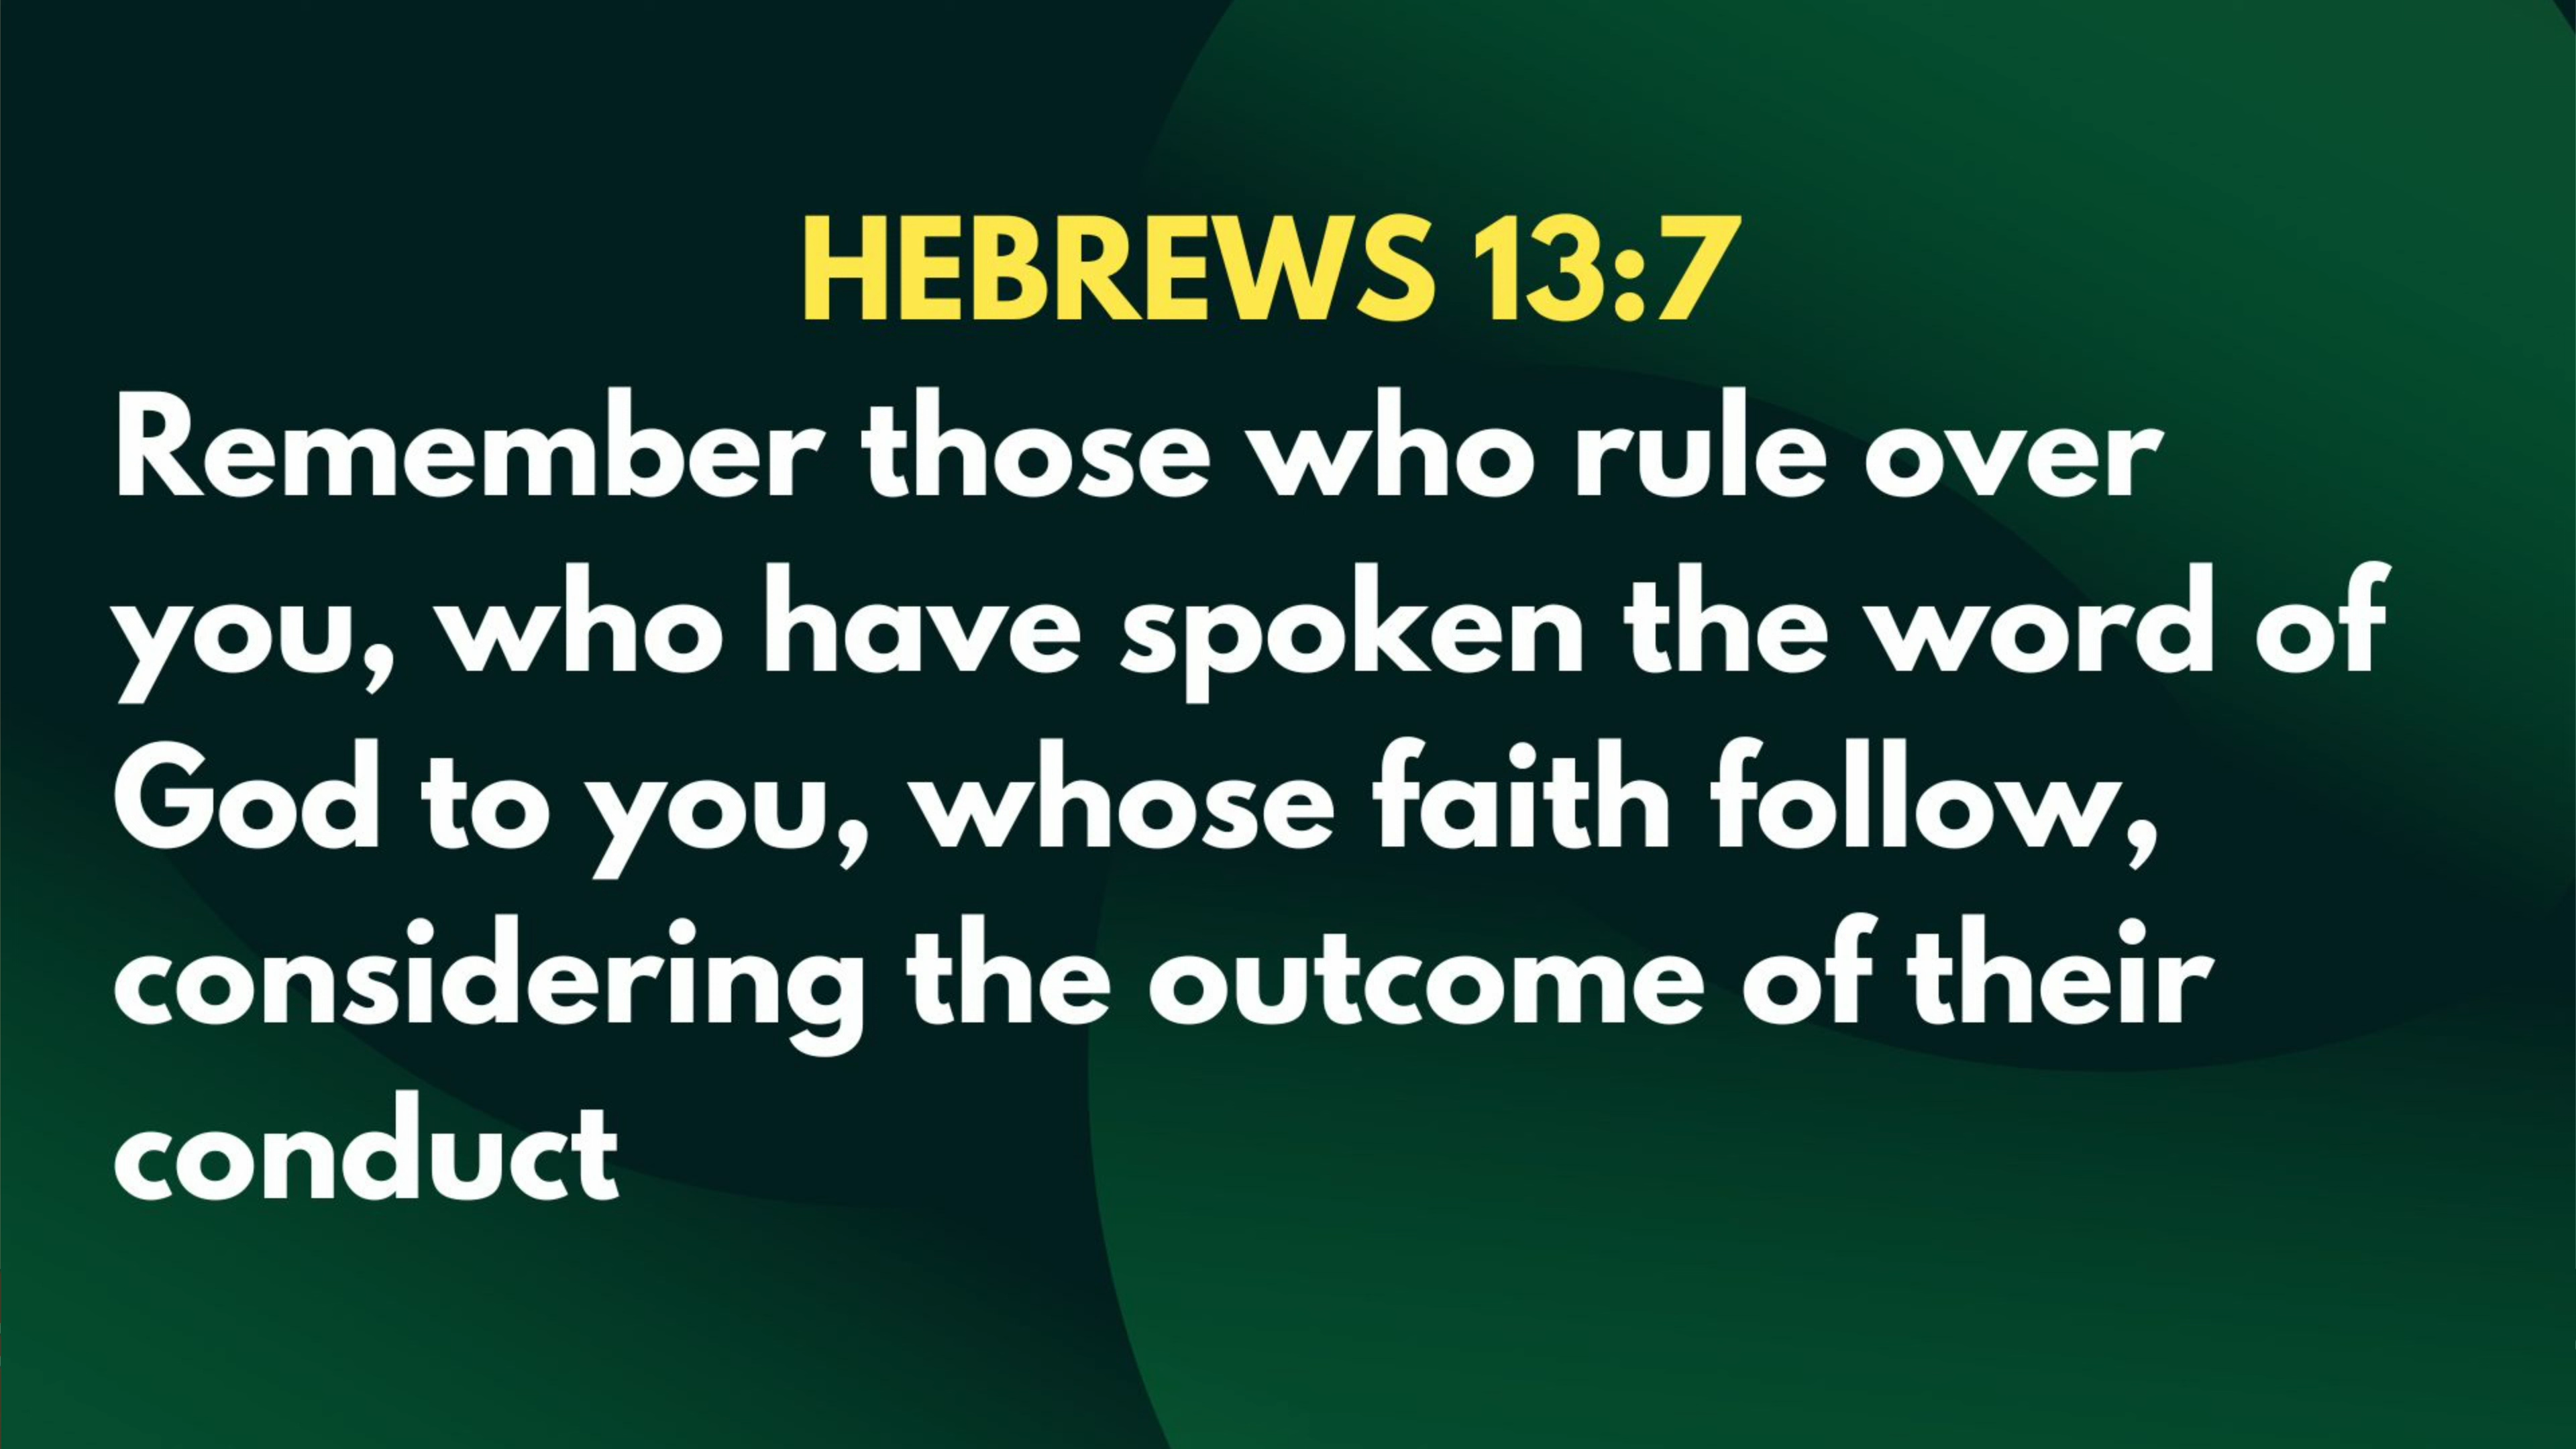 HEBREWS 13:7
Remember those who rule over
you, who have spoken the word of
God to you, whose faith follow,
considering the outcome of their
conduct